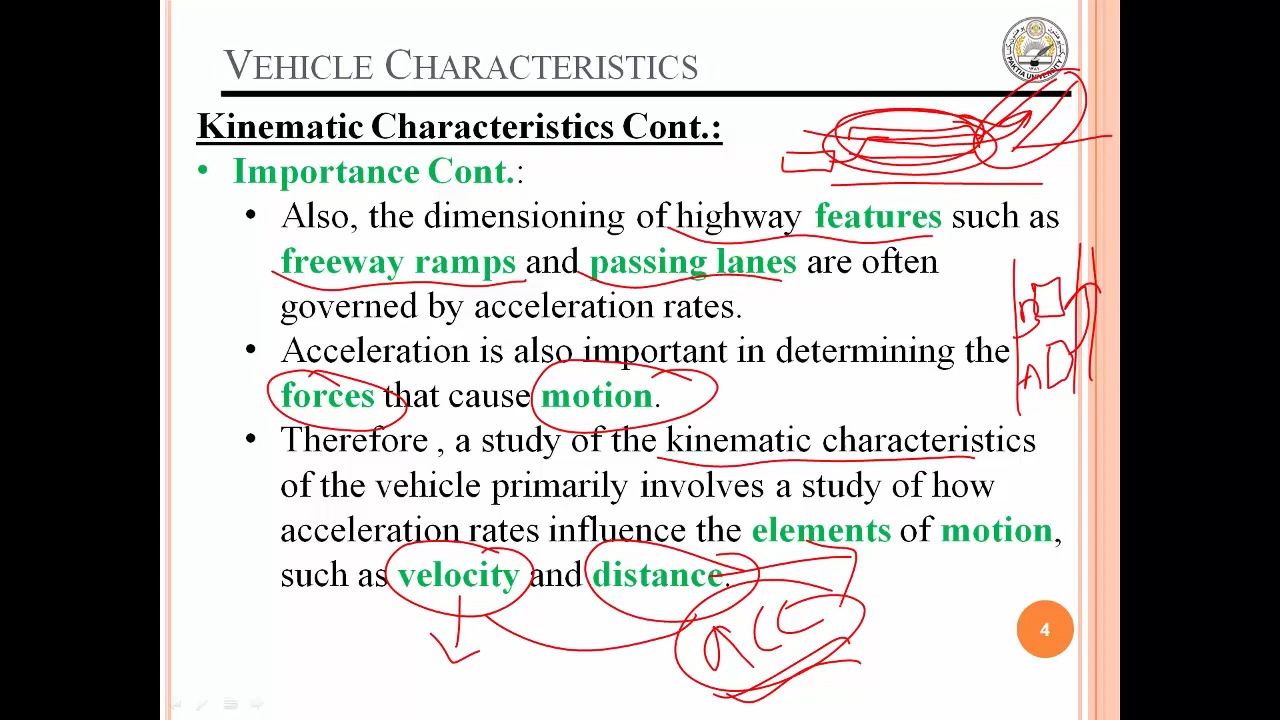 VEHICLE CHARACTERISTICS
PAKTIA UNIVERSITY
Kinematic Characteristics Cont.:
• Importance Cont.:
• Also, the dimensioning of highway features such as
freeway ramps and passing lanes are often
governed by acceleration rates.
• Acceleration is also important in determining the
forces that cause motion.
• Therefore , a study of the kinematic characteristics
of the vehicle primarily involves a study of how
acceleration rates influence the elements of motion,
such as velocity and distance.
acc
4